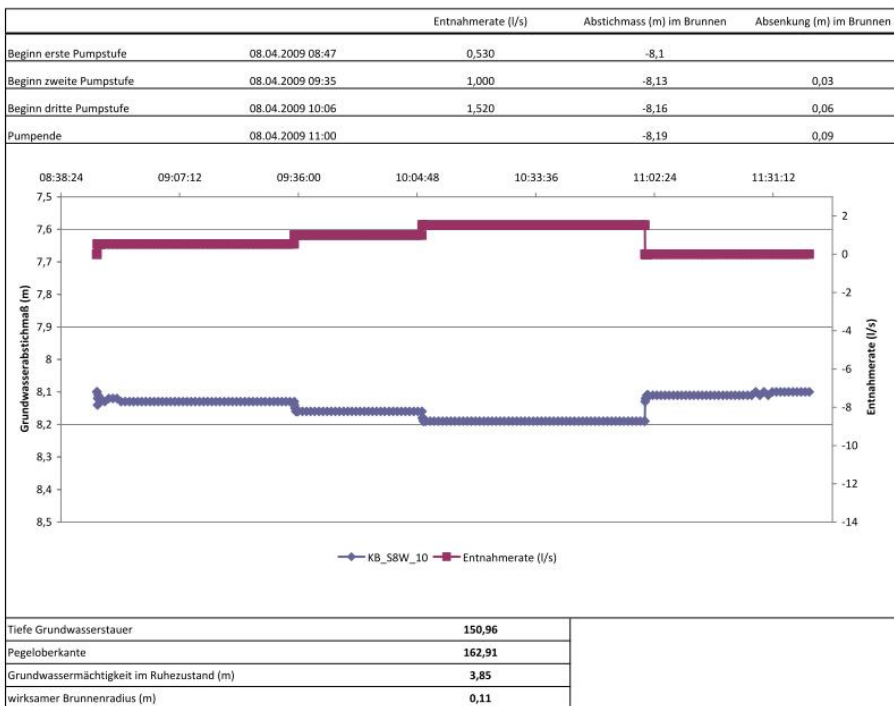 Entnahmerate (l/s) Abstichmass (m) im Brunnen Absenkung (m) im Brunnen
Beginn erste Pumpstufe 08.04.2009 08:47 0,530 -8,1
Beginn zweite Pumpstufe 08.04.2009 09:35 1,000 -8,13 0,03
Beginn dritte Pumpstufe 08.04.2009 10:06 1,520 -8,16 0,06
Pumpende 08.04.2009 11:00 -8,19 0,09
08:38:24 09:07:12 09:36:00 10:04:48 10:33:36 11:02:24 11:31:12
Grundwasserabstichmaß (m)
7,5
7,6
7,7
7,8
7,9
8
8,1
8,2
8,3
8,4
8,5
2
0
-2
-4
-6
-8
-10
-12
-14
Entnahmerate (l/s)
KB_S8W_10 Entnahmerate (l/s)
Tiefe Grundwasserstauer 150,96
Pegeloberkante 162,91
Grundwassermächtigkeit im Ruhezustand (m) 3,85
wirksamer Brunnenradius (m) 0,11